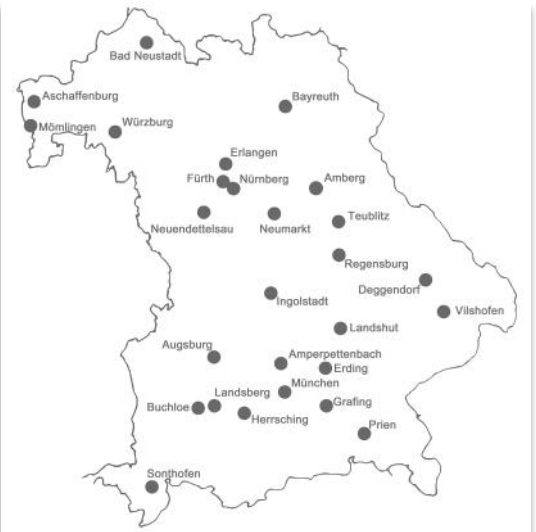 Bad Neustadt
Aschaffenburg
Bayreuth
Mömlingen
Würzburg
Erlangen
Fürth
Nürnberg
Amberg
Neuendettelsau
Neumarkt
Teublitz
Regensburg
Deggendorf
Ingolstadt
Vilshofen
Landshut
Augsburg
Amperpettenbach
Erding
München
Landsberg
Buchloe
Grafing
Herrsching
Prien
Sonthofen